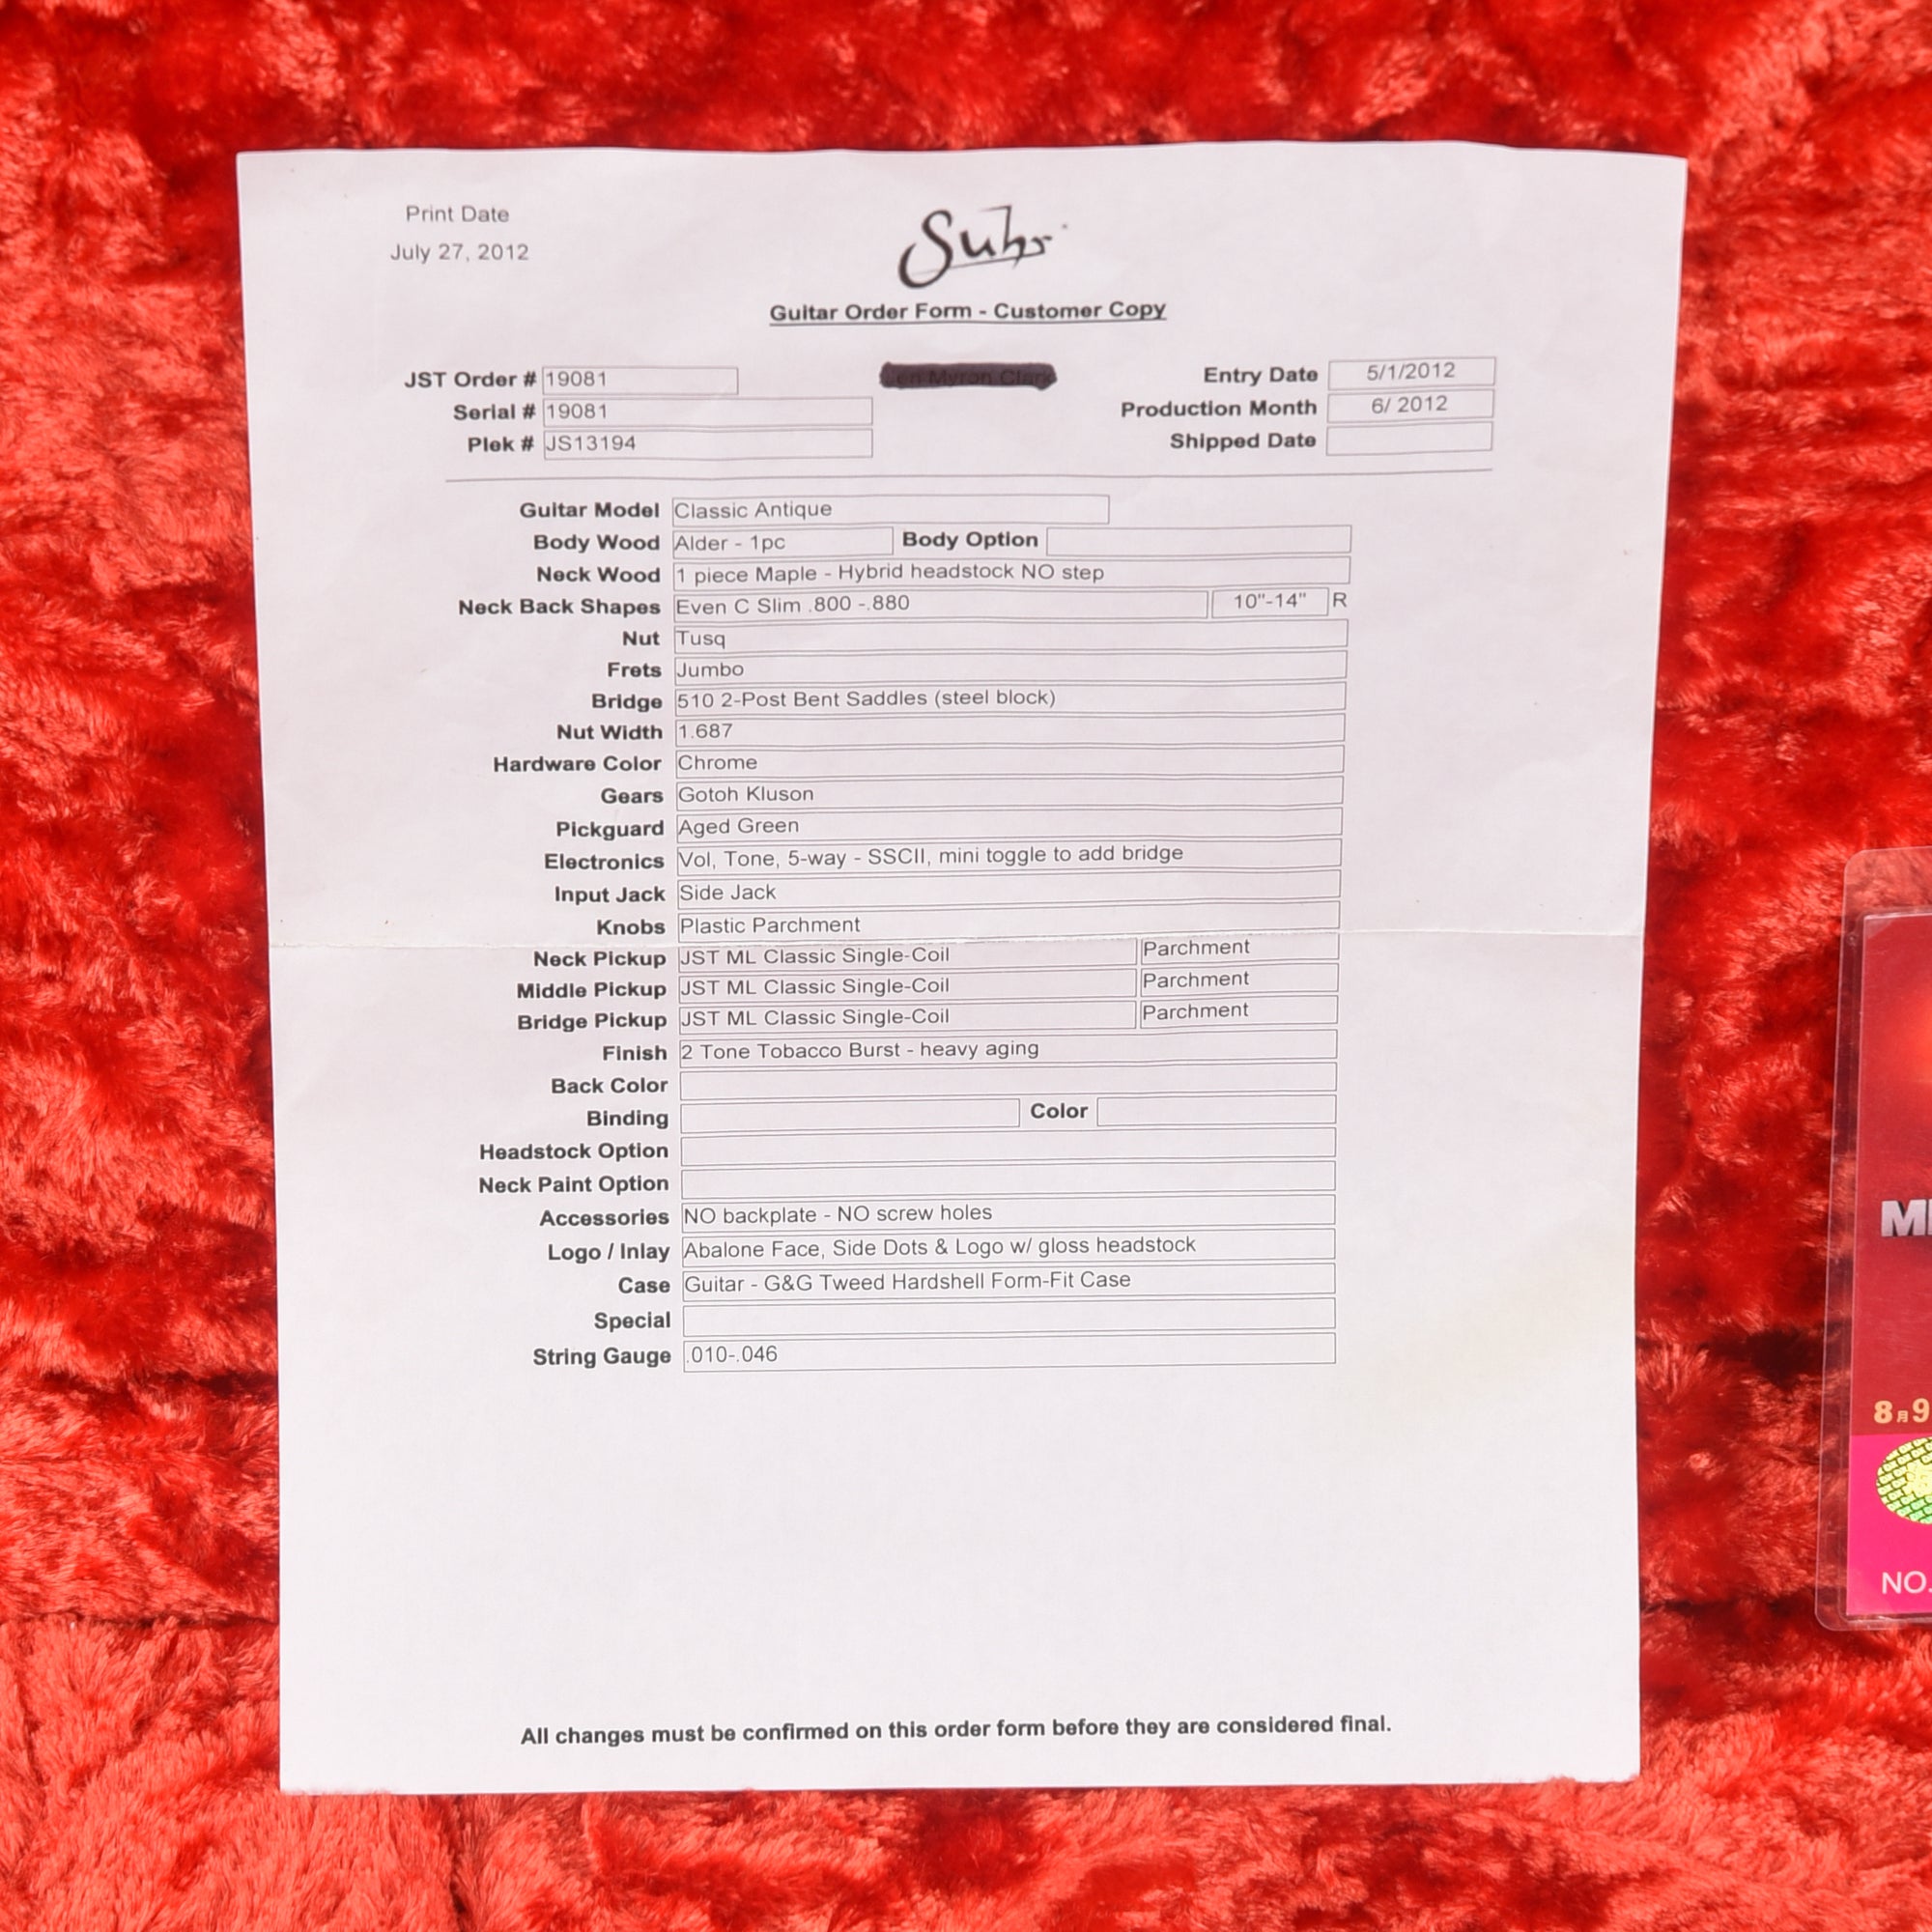 Print Date
July 27, 2012
Suhr
Guitar Order Form - Customer Copy
JST Order # 19081
Serial # 19081
Plek # JS13194
Entry Date 5/1/2012
Production Month 6/ 2012
Shipped Date
Guitar Model Classic Antique
Body Wood Alder - 1pc Body Option
Neck Wood 1 piece Maple - Hybrid headstock NO step
Neck Back Shapes Even C Slim .800 -.880 10"-14" R
Nut Tusq
Frets Jumbo
Bridge 510 2-Post Bent Saddles (steel block)
Nut Width 1.687
Hardware Color Chrome
Gears Gotoh Kluson
Pickguard Aged Green
Electronics Vol, Tone, 5-way - SSCII, mini toggle to add bridge
Input Jack Side Jack
Knobs Plastic Parchment
Neck Pickup JST ML Classic Single-Coil Parchment
Middle Pickup JST ML Classic Single-Coil Parchment
Bridge Pickup JST ML Classic Single-Coil Parchment
Finish 2 Tone Tobacco Burst - heavy aging
Back Color
Binding Color
Headstock Option
Neck Paint Option
Accessories NO backplate - NO screw holes
Logo / Inlay Abalone Face, Side Dots & Logo w/ gloss headstock
Case Guitar - G&G Tweed Hardshell Form-Fit Case
Special
String Gauge .010-.046
All changes must be confirmed on this order form before they are considered final.
8月9
NO.